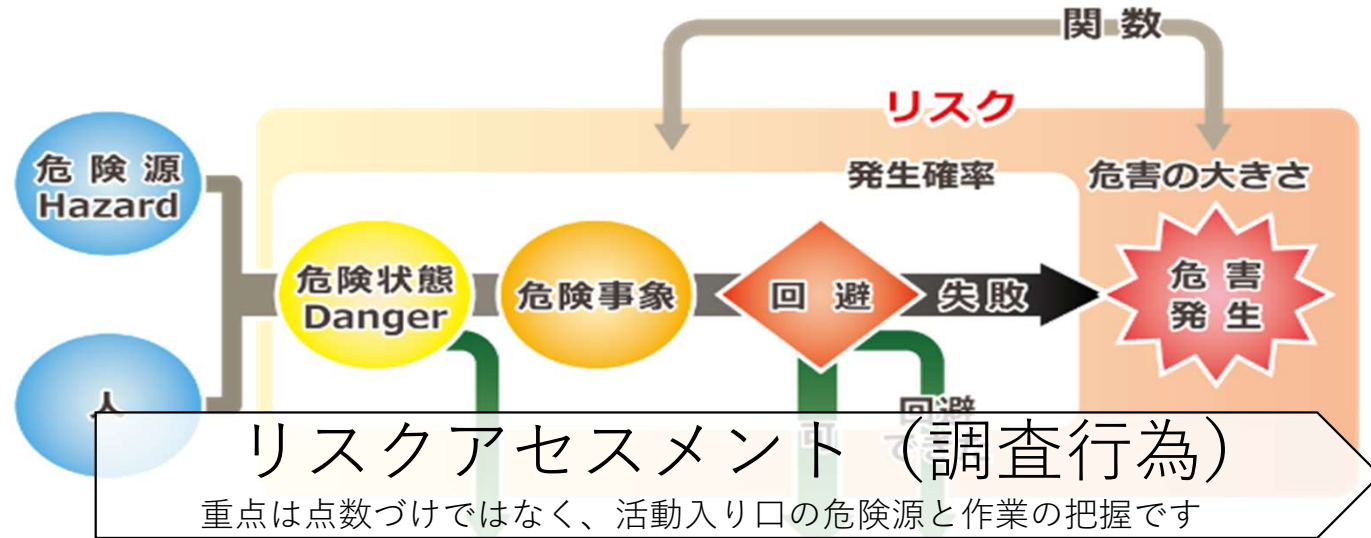 関数
リスク
危険源
Hazard
発生確率
危害の大きさ
危険状態
Danger
危険事象
回避
失敗
危害
発生
人
回避
リスクアセスメント（調査行為）
重点は点数づけではなく、活動入り口の危険源と作業の把握です